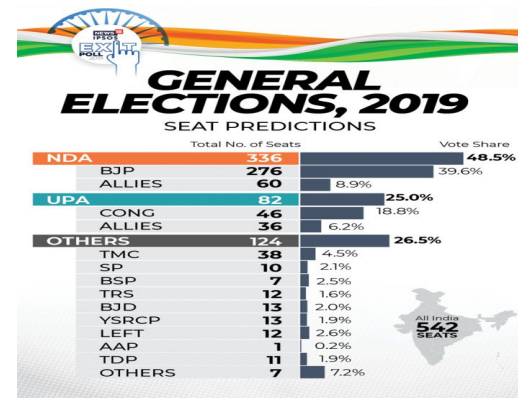 NEWS18
IPSOS
EXIT
POLL
GENERAL
ELECTIONS, 2019
SEAT PREDICTIONS
Total No. of Seats Vote Share
NDA 336 48.5%
BJP 276 39.6%
ALLIES 60 8.9%
UPA 82 25.0%
CONG 46 18.8%
ALLIES 36 6.2%
OTHERS 124 26.5%
TMC 38 4.5%
SP 10 2.1%
BSP 7 2.5%
TRS 12 1.6%
BJD 13 2.0%
YSRCP 13 1.9%
LEFT 12 2.6%
AAP 1 0.2%
TDP 11 1.9%
OTHERS 7 7.2%
All India
542
SEATS